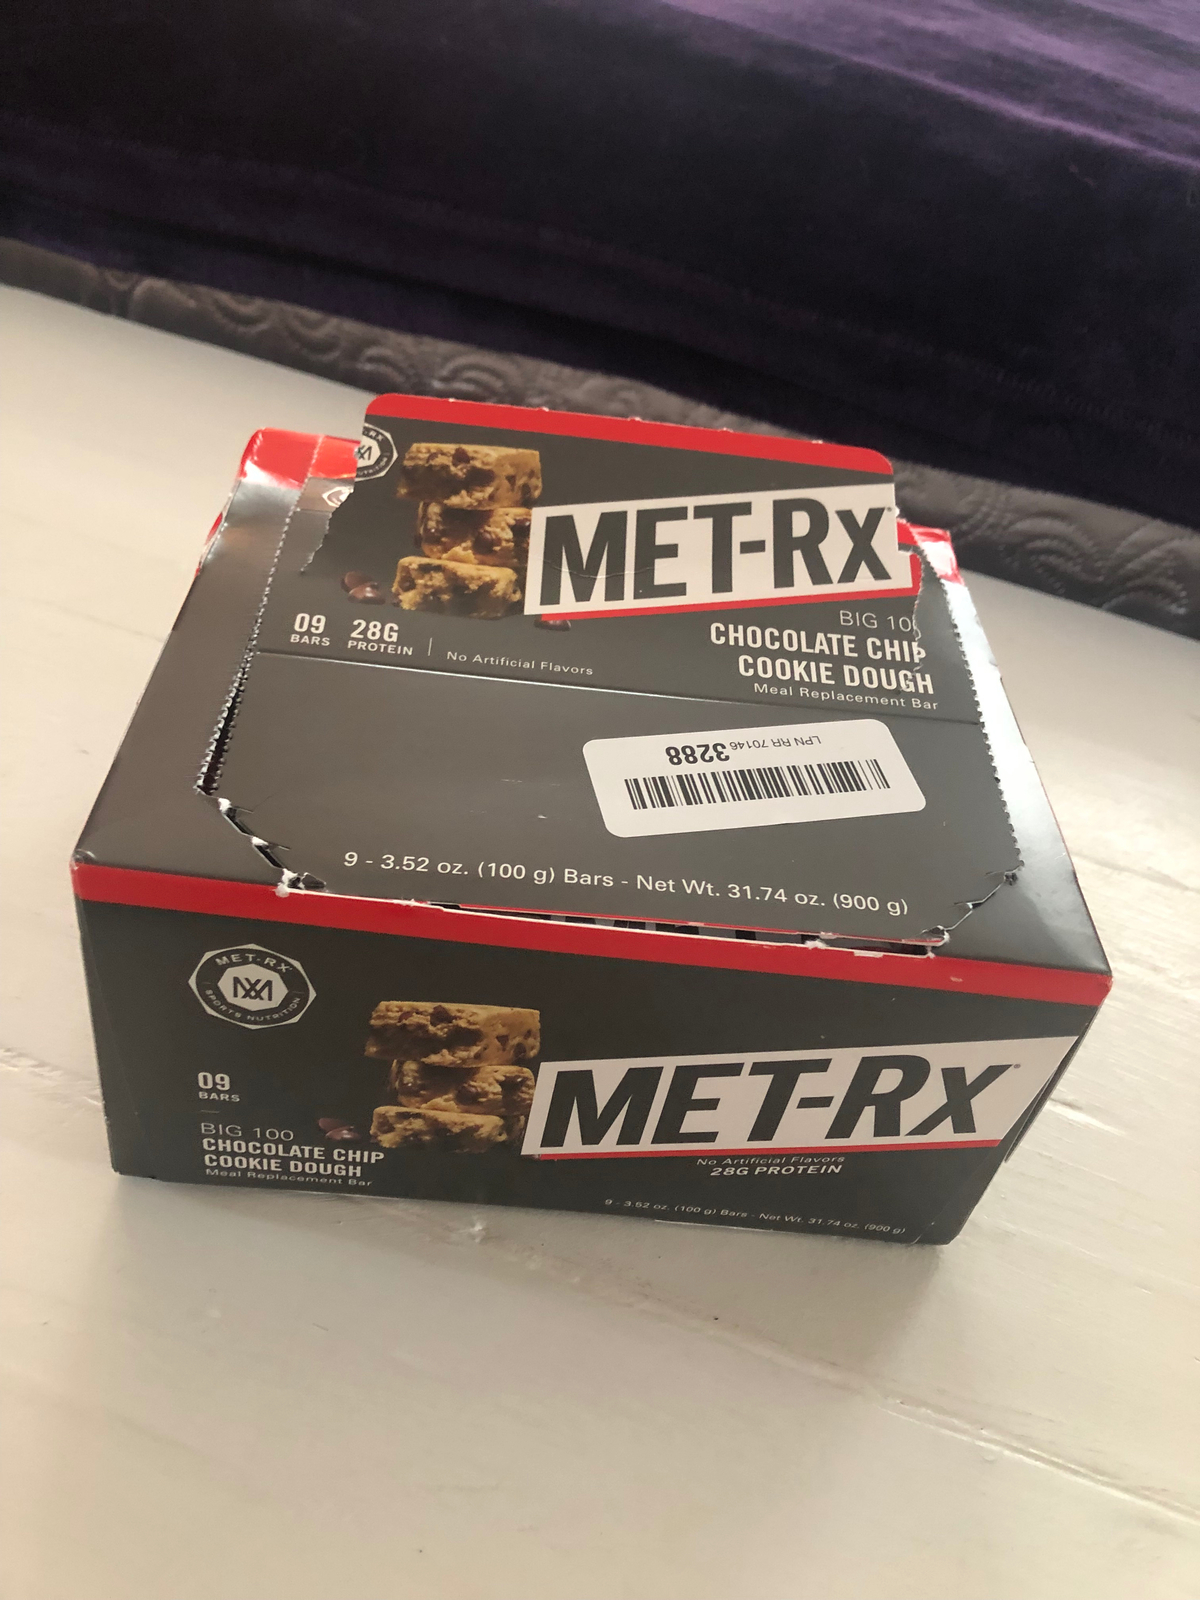 MET-RX
BIG 10
CHOCOLATE CHIP
COOKIE DOUGH
Meal Replacement Bar
09
BARS
28G
PROTEIN
No Artificial Flavors
LPN RR 70146 3288
9 - 3.52 oz. (100 g) Bars - Net Wt. 31.74 oz. (900 g)
MET-RX
SPORTS NUTRITION
09
BARS
BIG 100
CHOCOLATE CHIP
COOKIE DOUGH
Meal Replacement Bar
MET-RX
No Artificial Flavors
28G PROTEIN
9 - 3.52 oz. (100 g) Bars - Net Wt. 31.74 oz. (900 g)